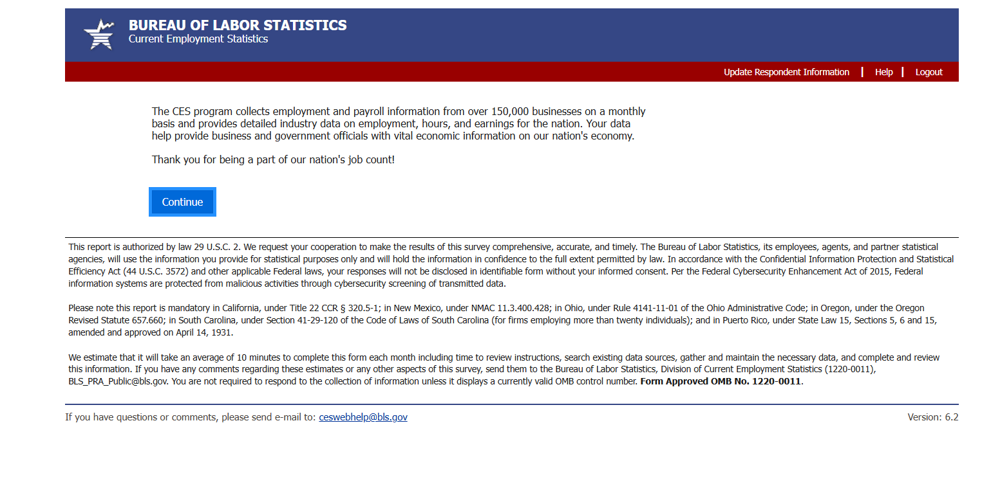 BUREAU OF LABOR STATISTICS
Current Employment Statistics
Update Respondent Information | Help | Logout
The CES program collects employment and payroll information from over 150,000 businesses on a monthly
basis and provides detailed industry data on employment, hours, and earnings for the nation. Your data
help provide business and government officials with vital economic information on our nation's economy.
Thank you for being a part of our nation's job count!
Continue
This report is authorized by law 29 U.S.C. 2. We request your cooperation to make the results of this survey comprehensive, accurate, and timely. The Bureau of Labor Statistics, its employees, agents, and partner statistical
agencies, will use the information you provide for statistical purposes only and will hold the information in confidence to the full extent permitted by law. In accordance with the Confidential Information Protection and Statistical
Efficiency Act (44 U.S.C. 3572) and other applicable Federal laws, your responses will not be disclosed in identifiable form without your informed consent. Per the Federal Cybersecurity Enhancement Act of 2015, Federal
information systems are protected from malicious activities through cybersecurity screening of transmitted data.
Please note this report is mandatory in California, under Title 22 CCR § 320.5-1; in New Mexico, under NMAC 11.3.400.428; in Ohio, under Rule 4141-11-01 of the Ohio Administrative Code; in Oregon, under the Oregon
Revised Statute 657.660; in South Carolina, under Section 41-29-120 of the Code of Laws of South Carolina (for firms employing more than twenty individuals); and in Puerto Rico, under State Law 15, Sections 5, 6 and 15,
amended and approved on April 14, 1931.
We estimate that it will take an average of 10 minutes to complete this form each month including time to review instructions, search existing data sources, gather and maintain the necessary data, and complete and review
this information. If you have any comments regarding these estimates or any other aspects of this survey, send them to the Bureau of Labor Statistics, Division of Current Employment Statistics (1220-0011),
BLS_PRA_Public@bls.gov. You are not required to respond to the collection of information unless it displays a currently valid OMB control number. Form Approved OMB No. 1220-0011.
If you have questions or comments, please send e-mail to: ceswebhelp@bls.gov Version: 6.2